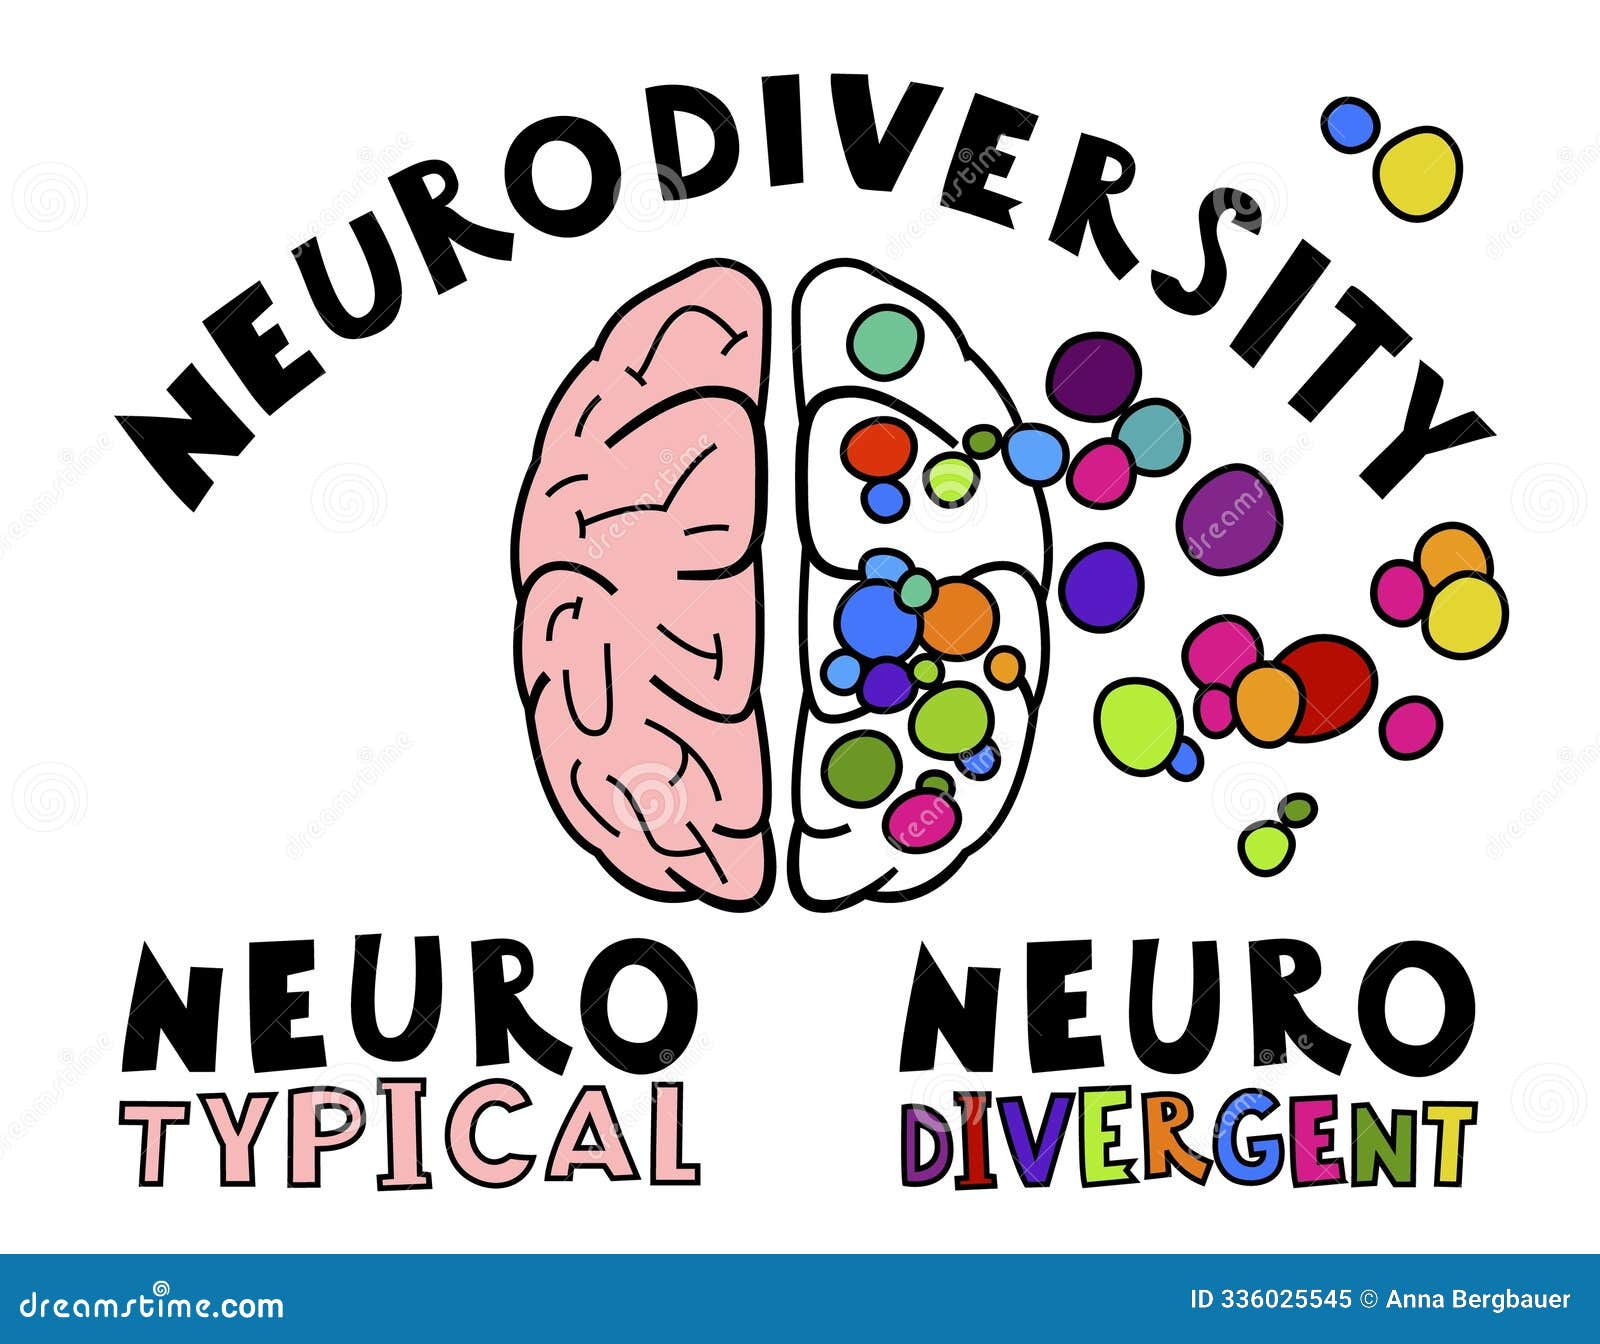 NEURODIVERSITY
NEURO
TYPICAL
NEURO
DIVERGENT
dreamstime.com
ID 336025545 © Anna Bergbauer